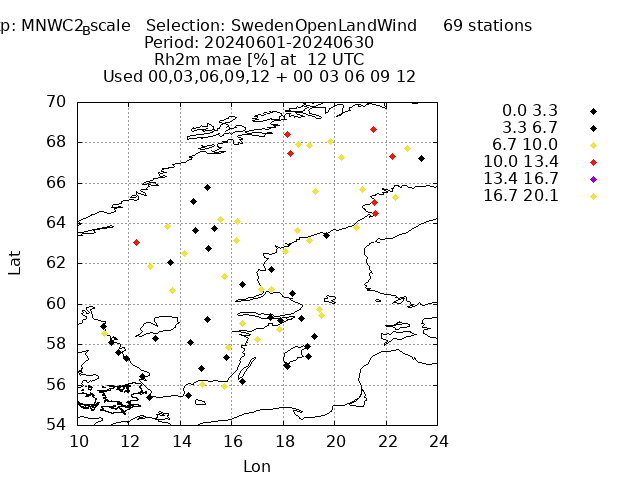 p: MNWC2Bscale Selection: SwedenOpenLandWind 69 stations
Period: 20240601-20240630
Rh2m mae [%] at 12 UTC
Used 00,03,06,09,12 + 00 03 06 09 12
0.0 3.3
3.3 6.7
6.7 10.0
10.0 13.4
13.4 16.7
16.7 20.1
70
68
66
64
62
60
58
56
54
Lat
10 12 14 16 18 20 22 24
Lon